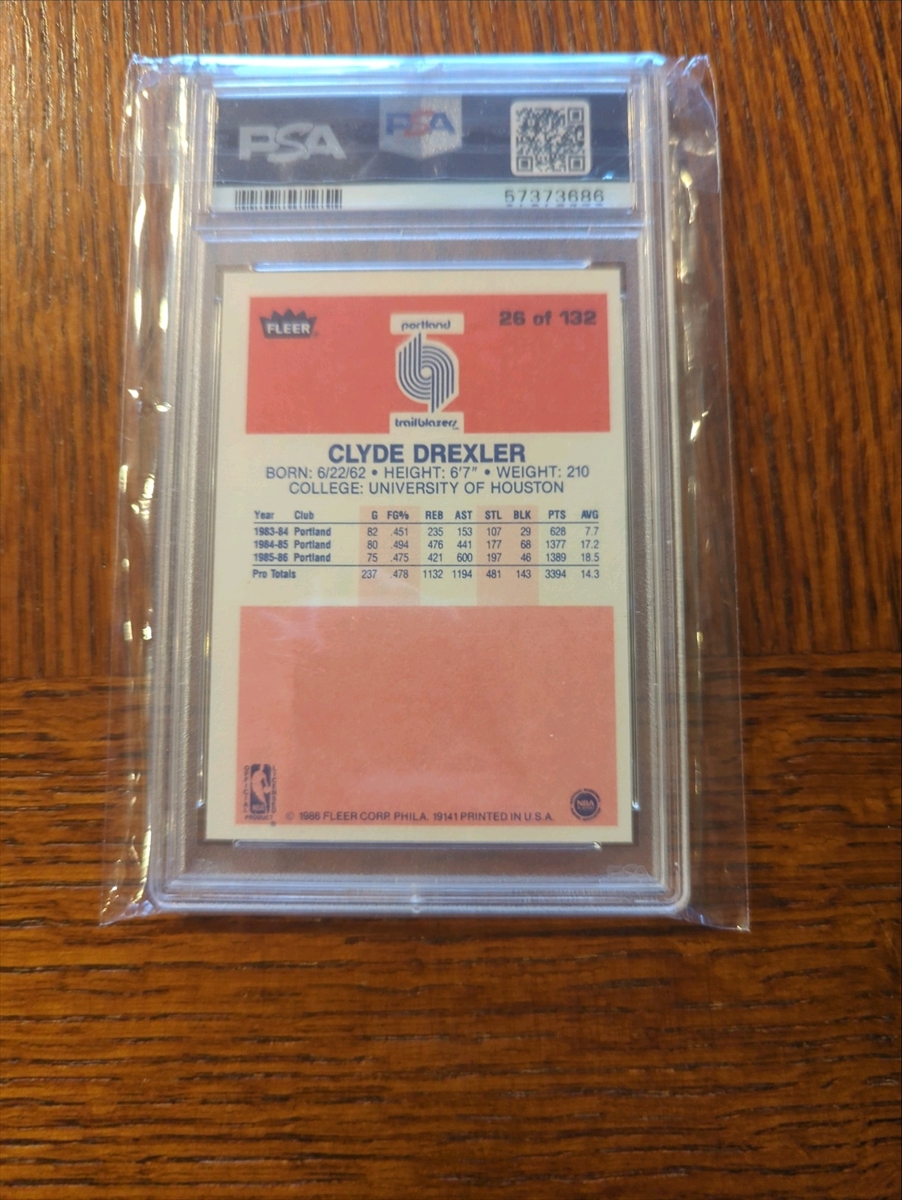 PSA
PSA
57373686
FLEER
portland
26 of 132
trailblazers
CLYDE DREXLER
BORN: 6/22/62 • HEIGHT: 6'7" • WEIGHT: 210
COLLEGE: UNIVERSITY OF HOUSTON
Year Club G FG% REB AST STL BLK PTS AVG
1983-84 Portland 82 .451 235 153 107 29 628 7.7
1984-85 Portland 80 .494 476 441 177 68 1377 17.2
1985-86 Portland 75 .475 421 600 197 46 1389 18.5
Pro Totals 237 .478 1132 1194 481 143 3394 14.3
OFFICIAL
NBA
PRODUCT
NBA
© 1986 FLEER CORP. PHILA. 19141 PRINTED IN U.S.A.